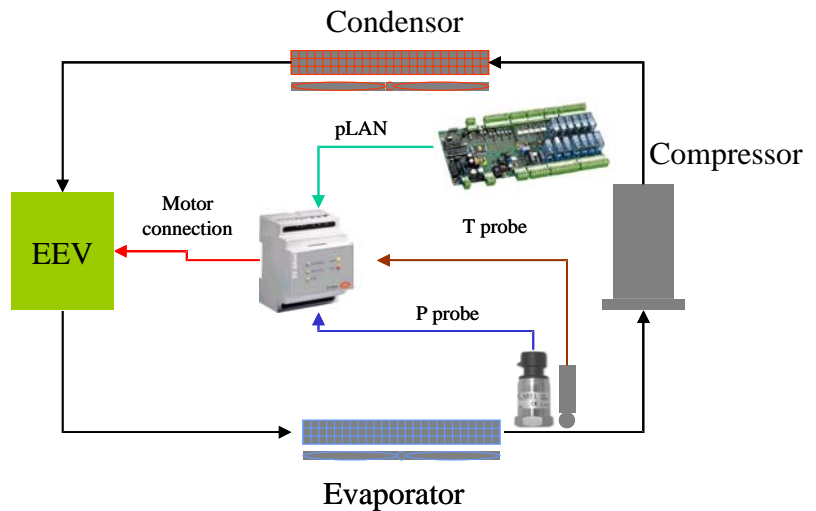 Condensor
pLAN
Compressor
Motor
connection
T probe
EEV
P probe
Evaporator